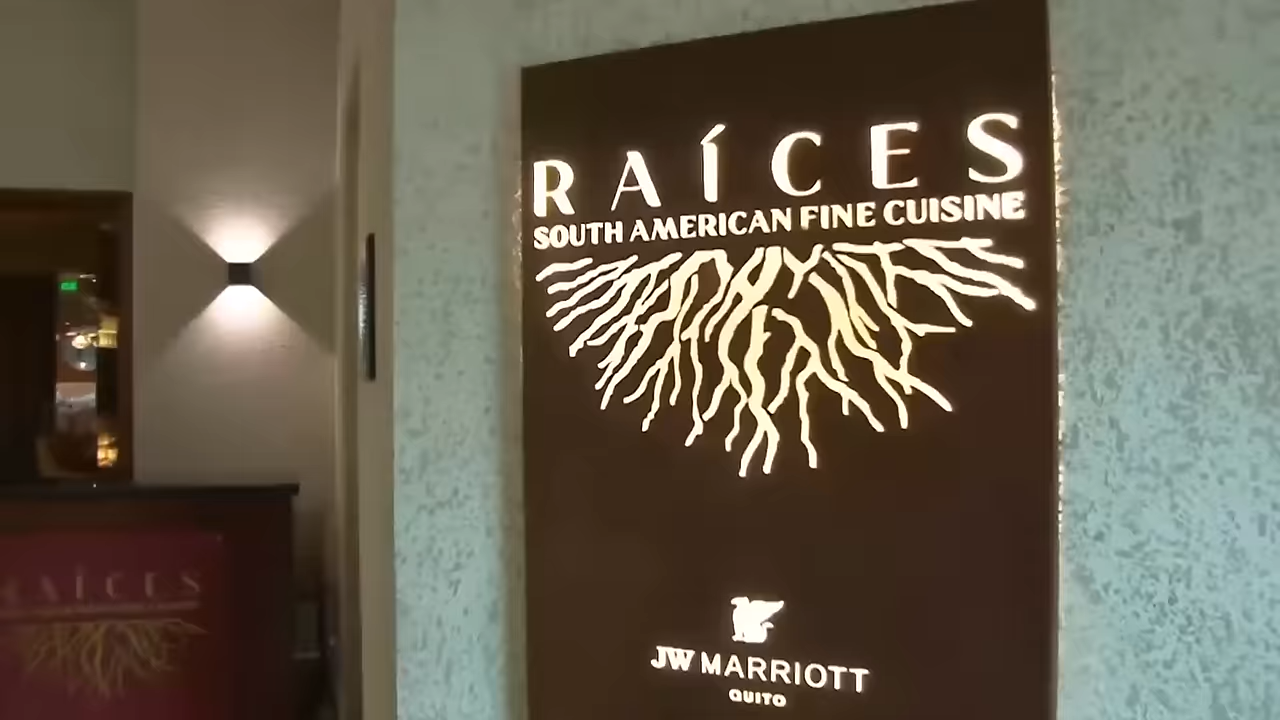 RAÍCES
SOUTH AMERICAN FINE CUISINE
JW MARRIOTT
QUITO
RAÍCES